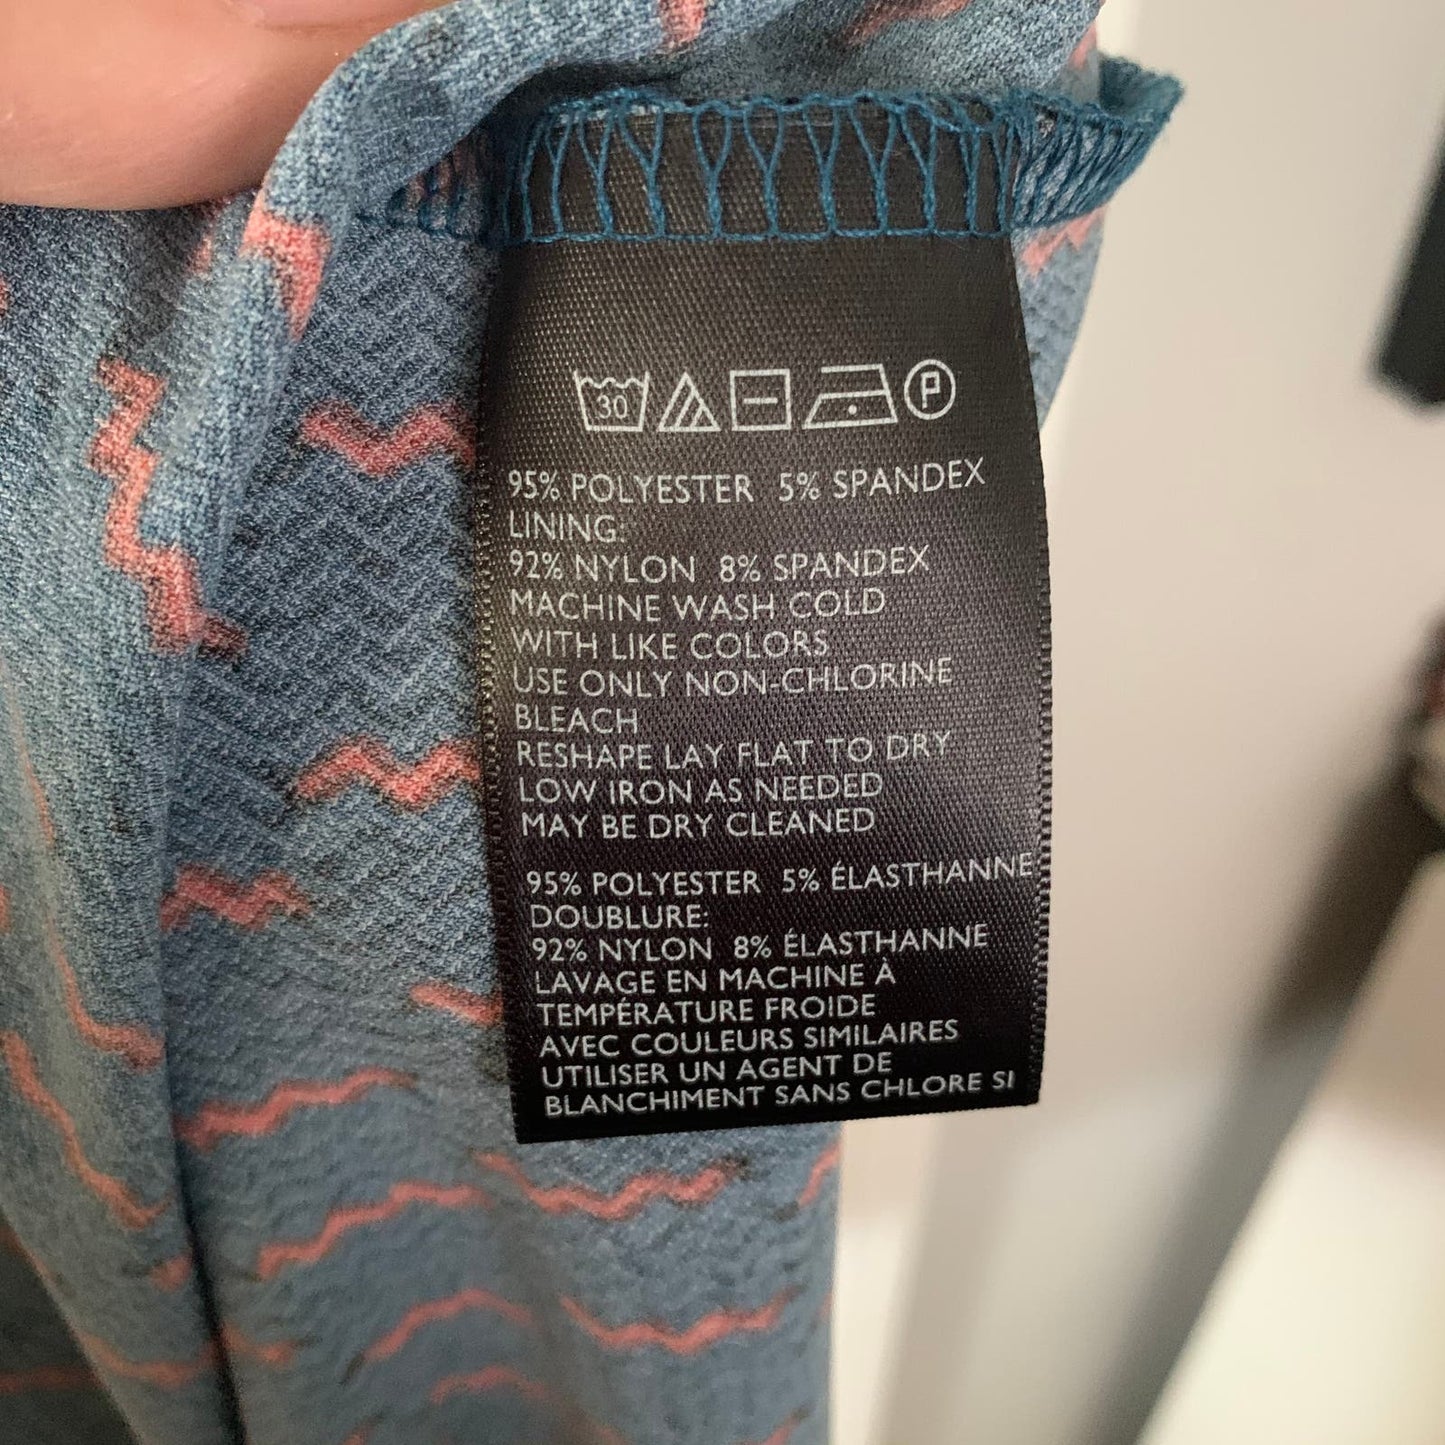 30 P
95% POLYESTER 5% SPANDEX
LINING:
92% NYLON 8% SPANDEX
MACHINE WASH COLD
WITH LIKE COLORS
USE ONLY NON-CHLORINE
BLEACH
RESHAPE LAY FLAT TO DRY
LOW IRON AS NEEDED
MAY BE DRY CLEANED
95% POLYESTER 5% ÉLASTHANNE
DOUBLURE:
92% NYLON 8% ÉLASTHANNE
LAVAGE EN MACHINE À
TEMPÉRATURE FROIDE
AVEC COULEURS SIMILAIRES
UTILISER UN AGENT DE
BLANCHIMENT SANS CHLORE SI